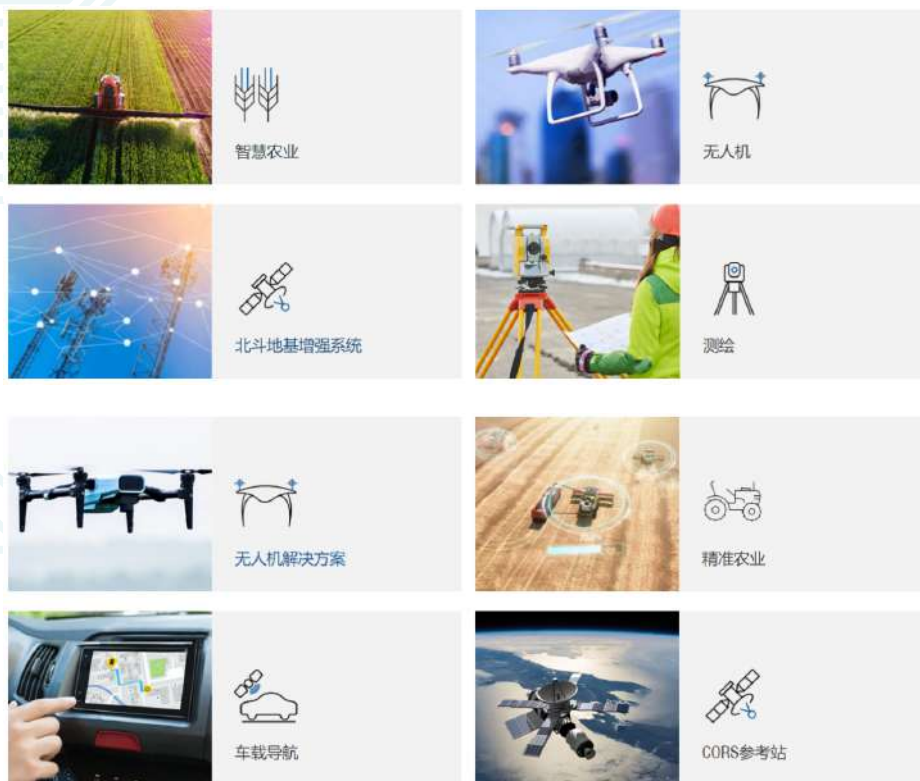 智慧农业
无人机
北斗地基增强系统
测绘
无人机解决方案
精准农业
车载导航
CORS参考站